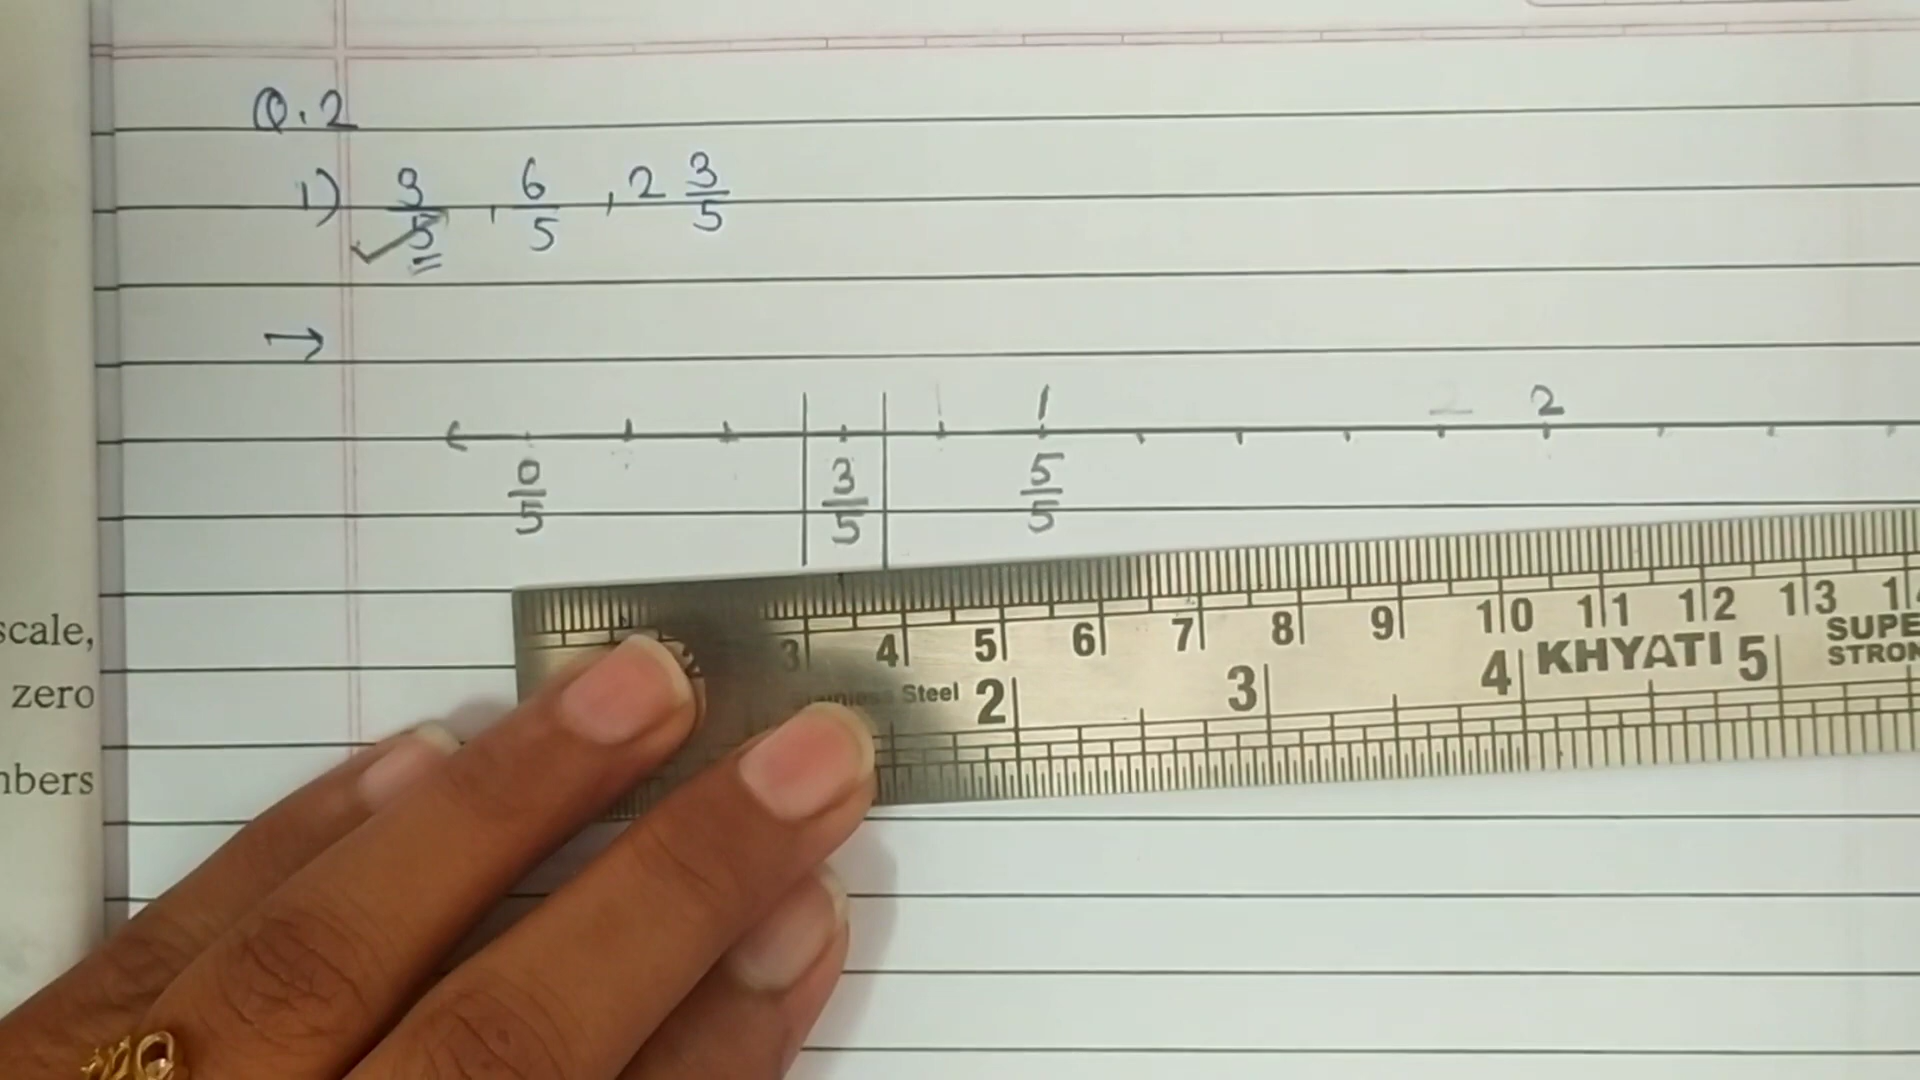 Q.2
1) 3/5 , 6/5 , 2 3/5
→
1 2
0/5 3/5 5/5
scale,
zero
mbers
3 4 5 6 7 8 9 10 11 12 13
Steel 2 3 4 KHYATI 5 SUPE
STRON